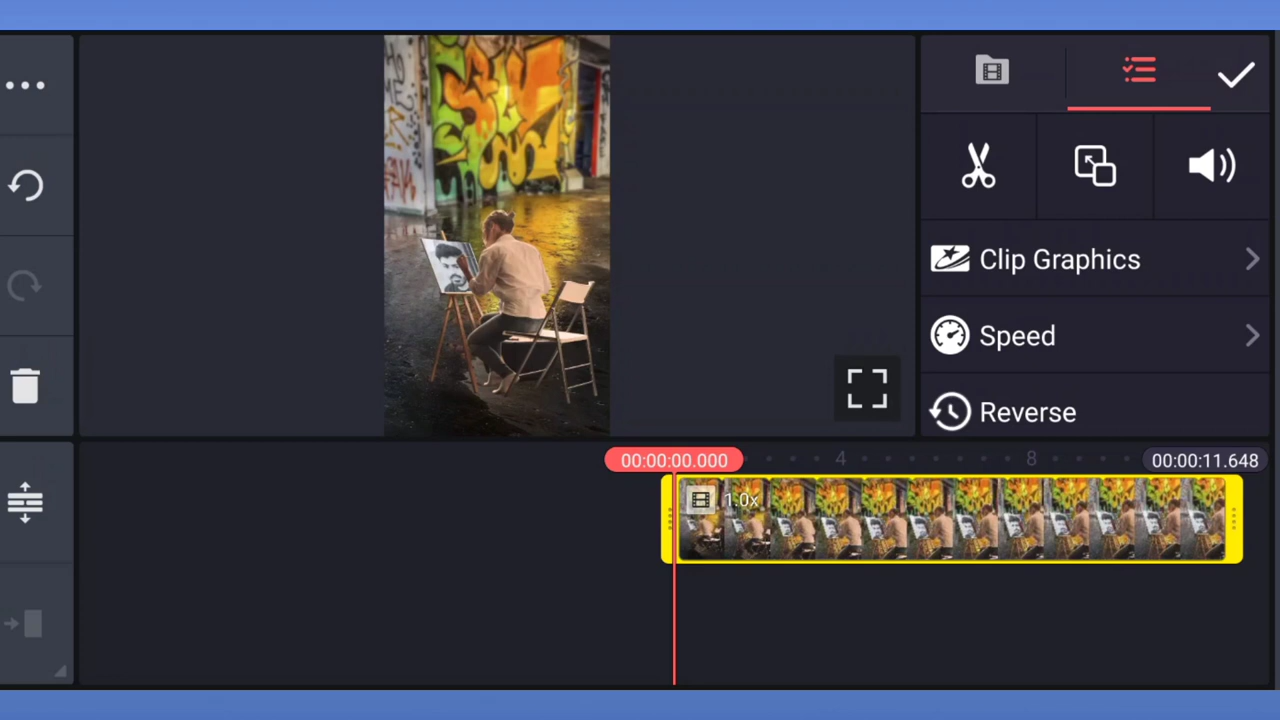 Clip Graphics
Speed
Reverse
00:00:00.000
4
8
00:00:11.648
1.0x